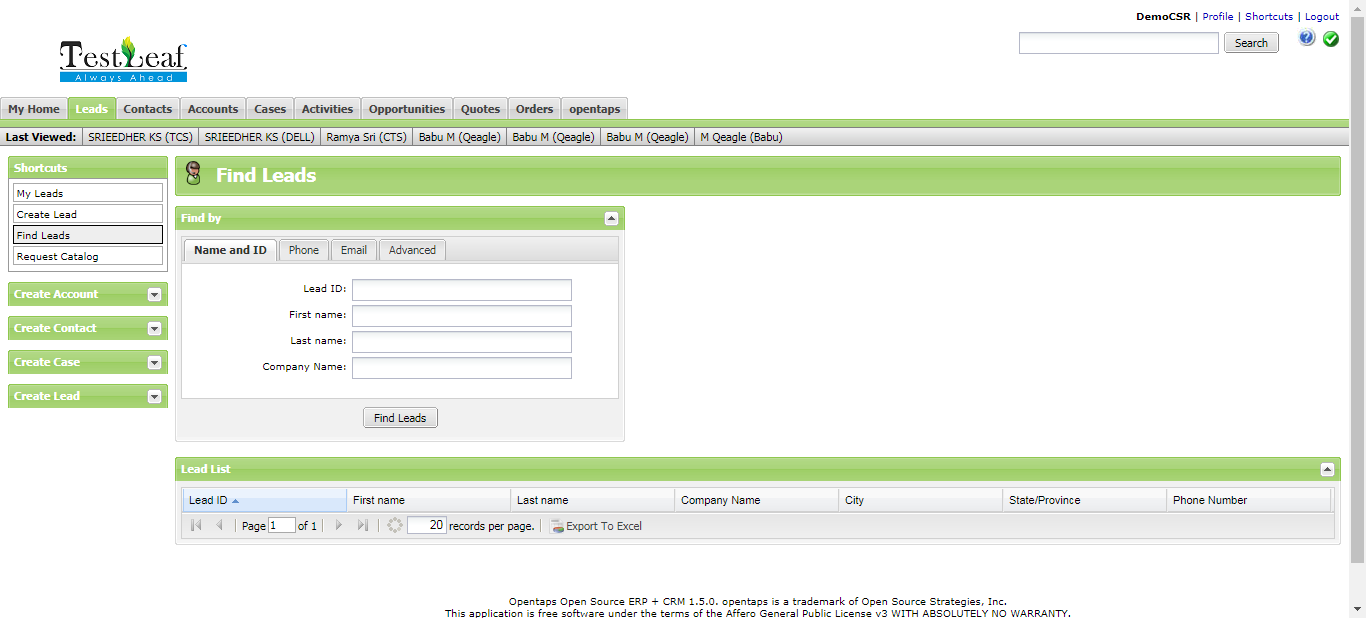 DemoCSR | Profile | Shortcuts | Logout
Search
TestLeaf
Always Ahead
My Home Leads Contacts Accounts Cases Activities Opportunities Quotes Orders opentaps
Last Viewed: SRIEEDHER KS (TCS) SRIEEDHER KS (DELL) Ramya Sri (CTS) Babu M (Qeagle) Babu M (Qeagle) Babu M (Qeagle) M Qeagle (Babu)
Shortcuts
My Leads
Create Lead
Find Leads
Request Catalog
Create Account
Create Contact
Create Case
Create Lead
Find Leads
Find by
Name and ID Phone Email Advanced
Lead ID:
First name:
Last name:
Company Name:
Find Leads
Lead List
Lead ID First name Last name Company Name City State/Province Phone Number
Page 1 of 1 20 records per page. Export To Excel
Opentaps Open Source ERP + CRM 1.5.0. opentaps is a trademark of Open Source Strategies, Inc.
This application is free software under the terms of the Affero General Public License v3 WITH ABSOLUTELY NO WARRANTY.